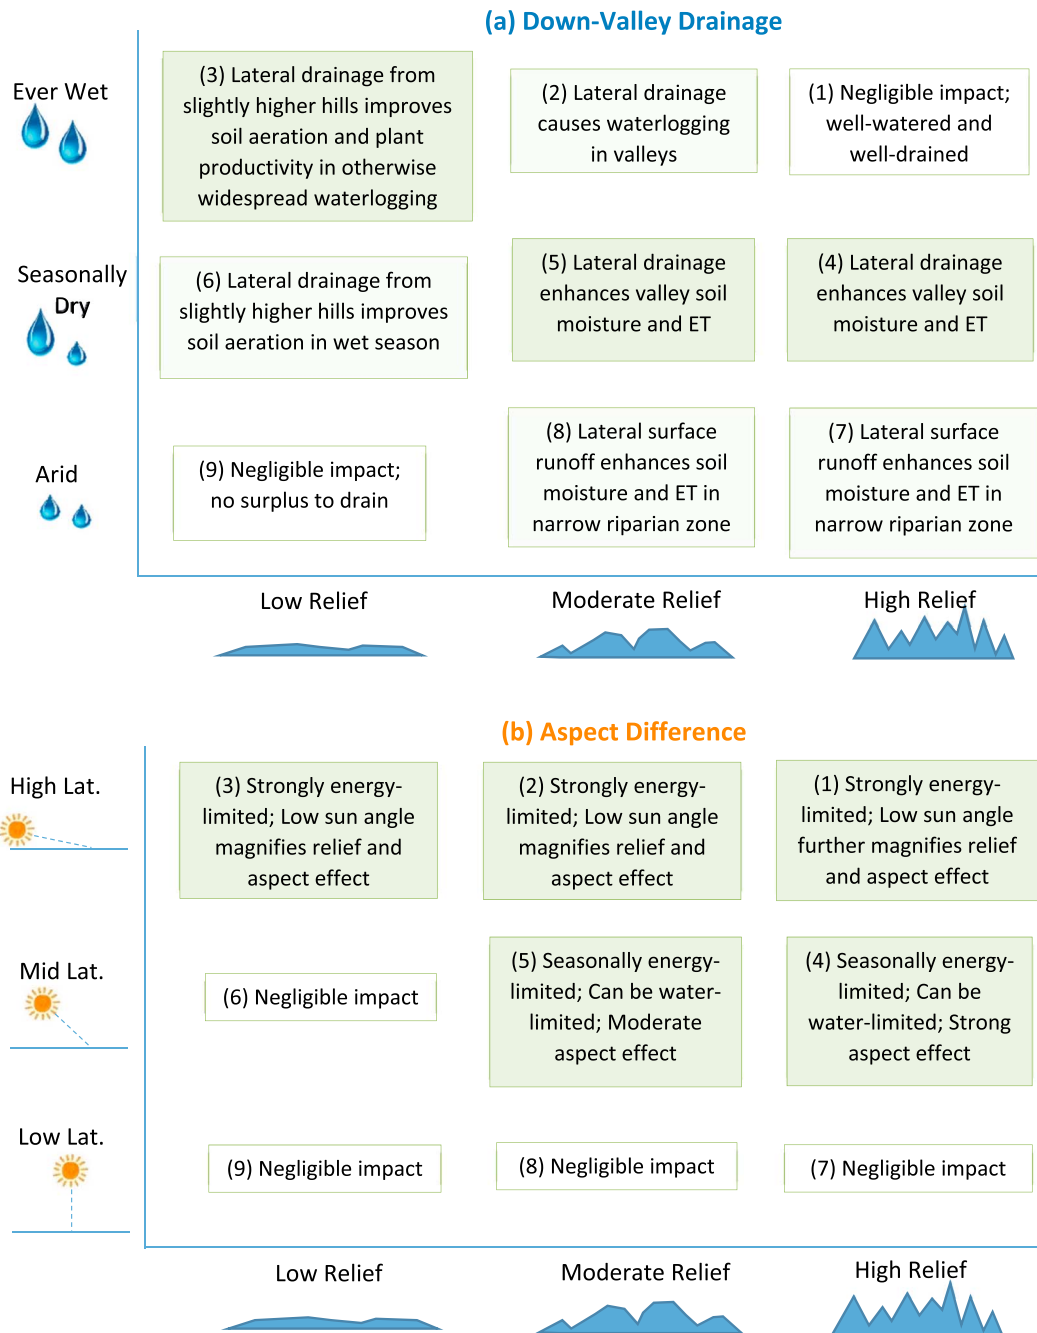 (a) Down-Valley Drainage
Ever Wet
(3) Lateral drainage from
slightly higher hills improves
soil aeration and plant
productivity in otherwise
widespread waterlogging
(2) Lateral drainage
causes waterlogging
in valleys
(1) Negligible impact;
well-watered and
well-drained
Seasonally
Dry
(6) Lateral drainage from
slightly higher hills improves
soil aeration in wet season
(5) Lateral drainage
enhances valley soil
moisture and ET
(4) Lateral drainage
enhances valley soil
moisture and ET
Arid
(9) Negligible impact;
no surplus to drain
(8) Lateral surface
runoff enhances soil
moisture and ET in
narrow riparian zone
(7) Lateral surface
runoff enhances soil
moisture and ET in
narrow riparian zone
Low Relief
Moderate Relief
High Relief
(b) Aspect Difference
High Lat.
(3) Strongly energy-
limited; Low sun angle
magnifies relief and
aspect effect
(2) Strongly energy-
limited; Low sun angle
magnifies relief and
aspect effect
(1) Strongly energy-
limited; Low sun angle
further magnifies relief
and aspect effect
Mid Lat.
(6) Negligible impact
(5) Seasonally energy-
limited; Can be water-
limited; Moderate
aspect effect
(4) Seasonally energy-
limited; Can be
water-limited; Strong
aspect effect
Low Lat.
(9) Negligible impact
(8) Negligible impact
(7) Negligible impact
Low Relief
Moderate Relief
High Relief